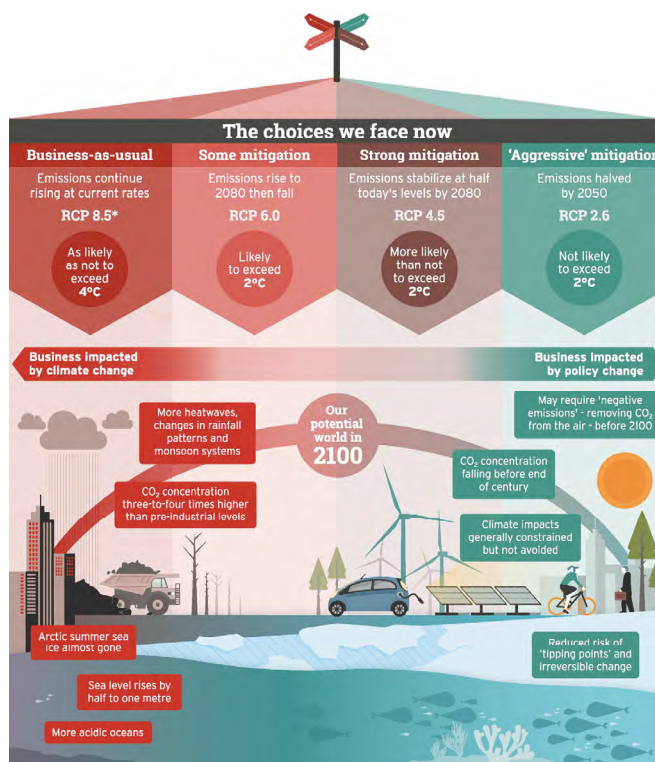 The choices we face now
Business-as-usual
Emissions continue
rising at current rates
RCP 8.5*
As likely
as not to
exceed
4°C
Some mitigation
Emissions rise to
2080 then fall
RCP 6.0
Likely
to exceed
2°C
Strong mitigation
Emissions stabilize at half
today's levels by 2080
RCP 4.5
More likely
than not
to exceed
2°C
'Aggressive' mitigation
Emissions halved
by 2050
RCP 2.6
Not likely
to exceed
2°C
Business impacted
by climate change
Business impacted
by policy change
More heatwaves,
changes in rainfall
patterns and
monsoon systems
Our
potential
world in
2100
May require 'negative
emissions' - removing CO₂
from the air - before 2100
CO₂ concentration
three-to-four times higher
than pre-industrial levels
CO₂ concentration
falling before end
of century
Climate impacts
generally constrained
but not avoided
Arctic summer sea
ice almost gone
Reduced risk of
'tipping points' and
irreversible change
Sea level rises by
half to one metre
More acidic oceans